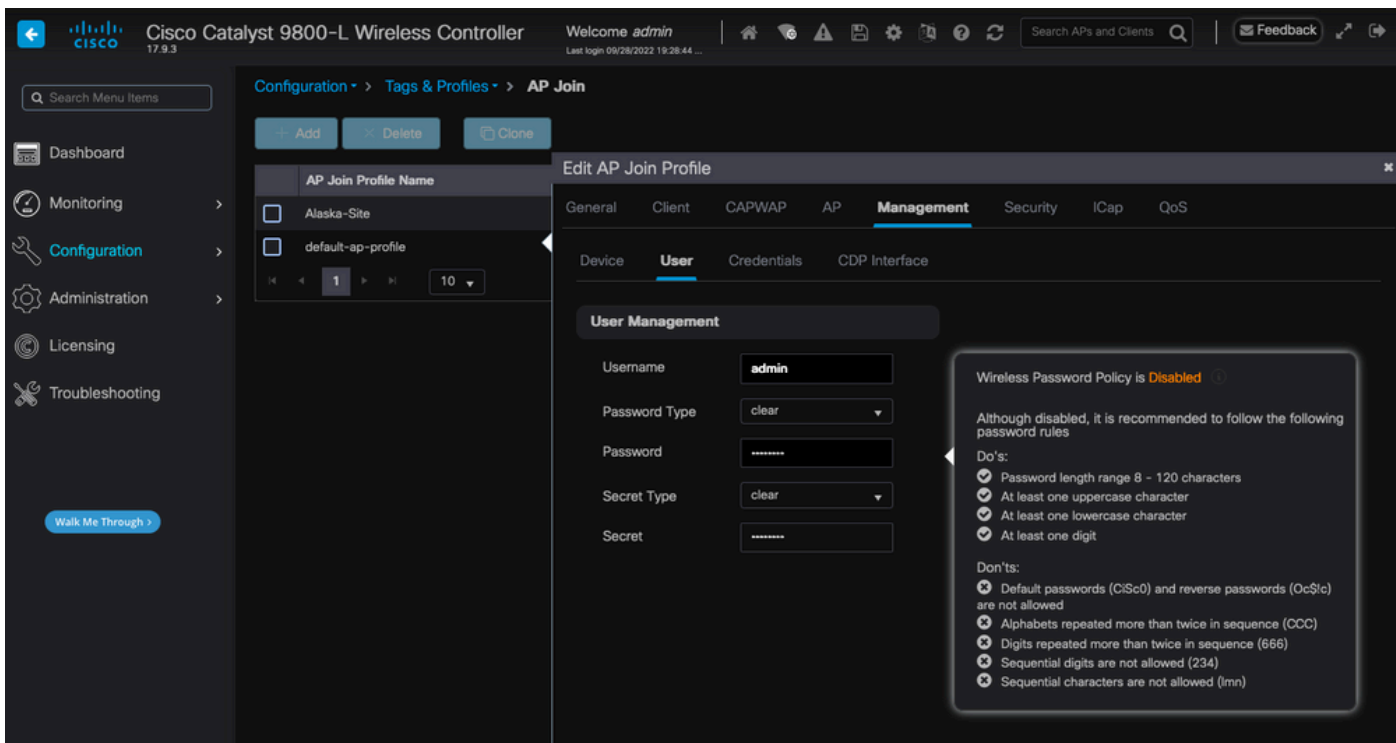 CISCO
Cisco Catalyst 9800-L Wireless Controller
17.9.3
Welcome admin
Last login 09/28/2022 19:28:44 ...
Search APs and Clients
Feedback
Search Menu Items
Dashboard
Monitoring
Configuration
Administration
Licensing
Troubleshooting
Walk Me Through >
Configuration > Tags & Profiles > AP Join
+ Add
× Delete
Clone
AP Join Profile Name
Alaska-Site
default-ap-profile
1
10
Edit AP Join Profile
General Client CAPWAP AP Management Security ICap QoS
Device User Credentials CDP Interface
User Management
Username admin
Password Type clear
Password ••••••••
Secret Type clear
Secret ••••••••
Wireless Password Policy is Disabled
Although disabled, it is recommended to follow the following
password rules
Do's:
Password length range 8 - 120 characters
At least one uppercase character
At least one lowercase character
At least one digit
Don'ts:
Default passwords (CiSc0) and reverse passwords (Oc$!c)
are not allowed
Alphabets repeated more than twice in sequence (CCC)
Digits repeated more than twice in sequence (666)
Sequential digits are not allowed (234)
Sequential characters are not allowed (lmn)